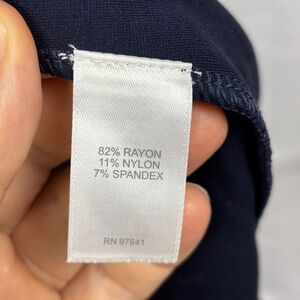 82% RAYON
11% NYLON
7% SPANDEX
RN 97641